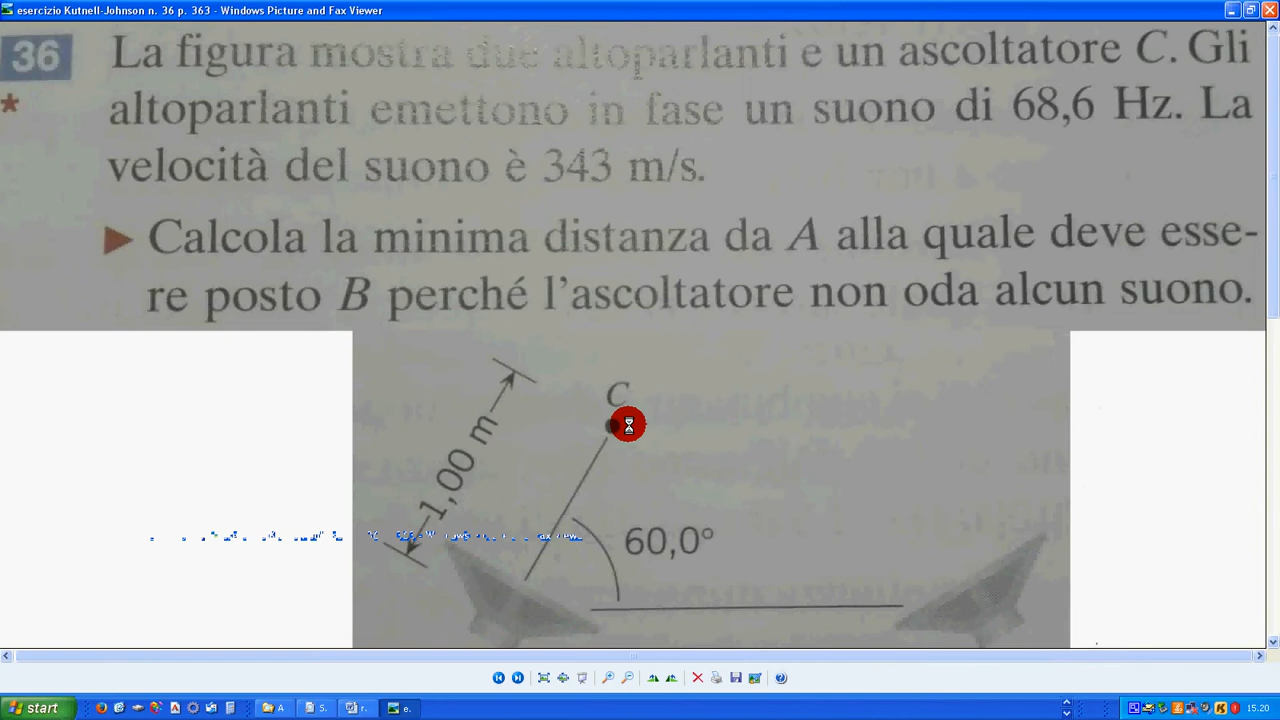 esercizio Kutnell-Johnson n. 36 p. 363 - Windows Picture and Fax Viewer
36 La figura mostra due altoparlanti e un ascoltatore C. Gli
* altoparlanti emettono in fase un suono di 68,6 Hz. La
velocità del suono è 343 m/s.
► Calcola la minima distanza da A alla quale deve esse-
re posto B perché l'ascoltatore non oda alcun suono.
C
1,00 m
60,0°
start
A
S.
r.
e.
15.20